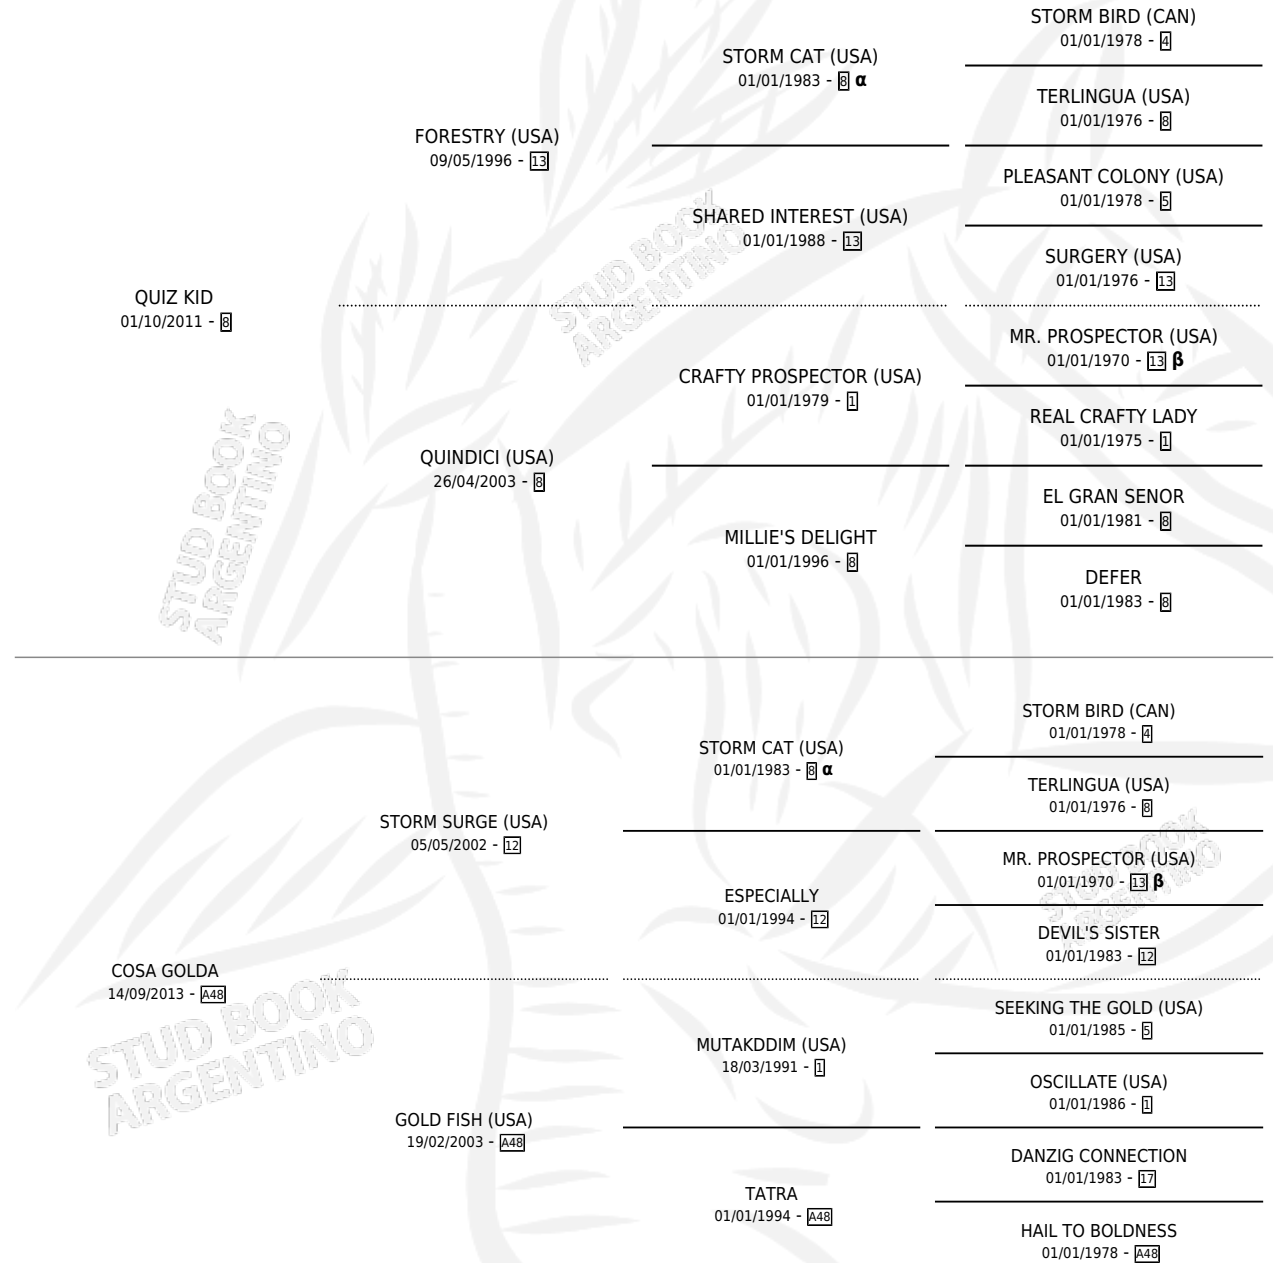 STORM BIRD (CAN)
01/01/1978 - 4
STORM CAT (USA)
01/01/1983 - 8 α
TERLINGUA (USA)
01/01/1976 - 8
FORESTRY (USA)
09/05/1996 - 13
PLEASANT COLONY (USA)
01/01/1978 - 5
SHARED INTEREST (USA)
01/01/1988 - 13
SURGERY (USA)
01/01/1976 - 13
QUIZ KID
01/10/2011 - 8
MR. PROSPECTOR (USA)
01/01/1970 - 13 β
CRAFTY PROSPECTOR (USA)
01/01/1979 - 1
REAL CRAFTY LADY
01/01/1975 - 1
QUINDICI (USA)
26/04/2003 - 8
EL GRAN SENOR
01/01/1981 - 8
MILLIE'S DELIGHT
01/01/1996 - 8
DEFER
01/01/1983 - 8
STORM BIRD (CAN)
01/01/1978 - 4
STORM CAT (USA)
01/01/1983 - 8 α
TERLINGUA (USA)
01/01/1976 - 8
STORM SURGE (USA)
05/05/2002 - 12
MR. PROSPECTOR (USA)
01/01/1970 - 13 β
ESPECIALLY
01/01/1994 - 12
DEVIL'S SISTER
01/01/1983 - 12
COSA GOLDA
14/09/2013 - A48
SEEKING THE GOLD (USA)
01/01/1985 - 5
MUTAKDDIM (USA)
18/03/1991 - 1
OSCILLATE (USA)
01/01/1986 - 1
GOLD FISH (USA)
19/02/2003 - A48
DANZIG CONNECTION
01/01/1983 - 17
TATRA
01/01/1994 - A48
HAIL TO BOLDNESS
01/01/1978 - A48
STUD BOOK
ARGENTINO
STUD BOOK
ARGENTINO
STUD BOOK
ARGENTINO
STUD BOOK
ARGENTINO